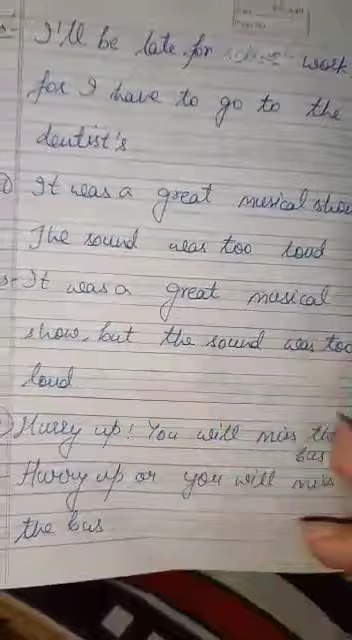 I'll be late for work
for I have to go to the
dentist's
It was a great musical show
The sound was too loud
It was a great musical
show, but the sound was too
loud
Hurry up! You will miss the
bus
Hurry up or you will miss
the bus